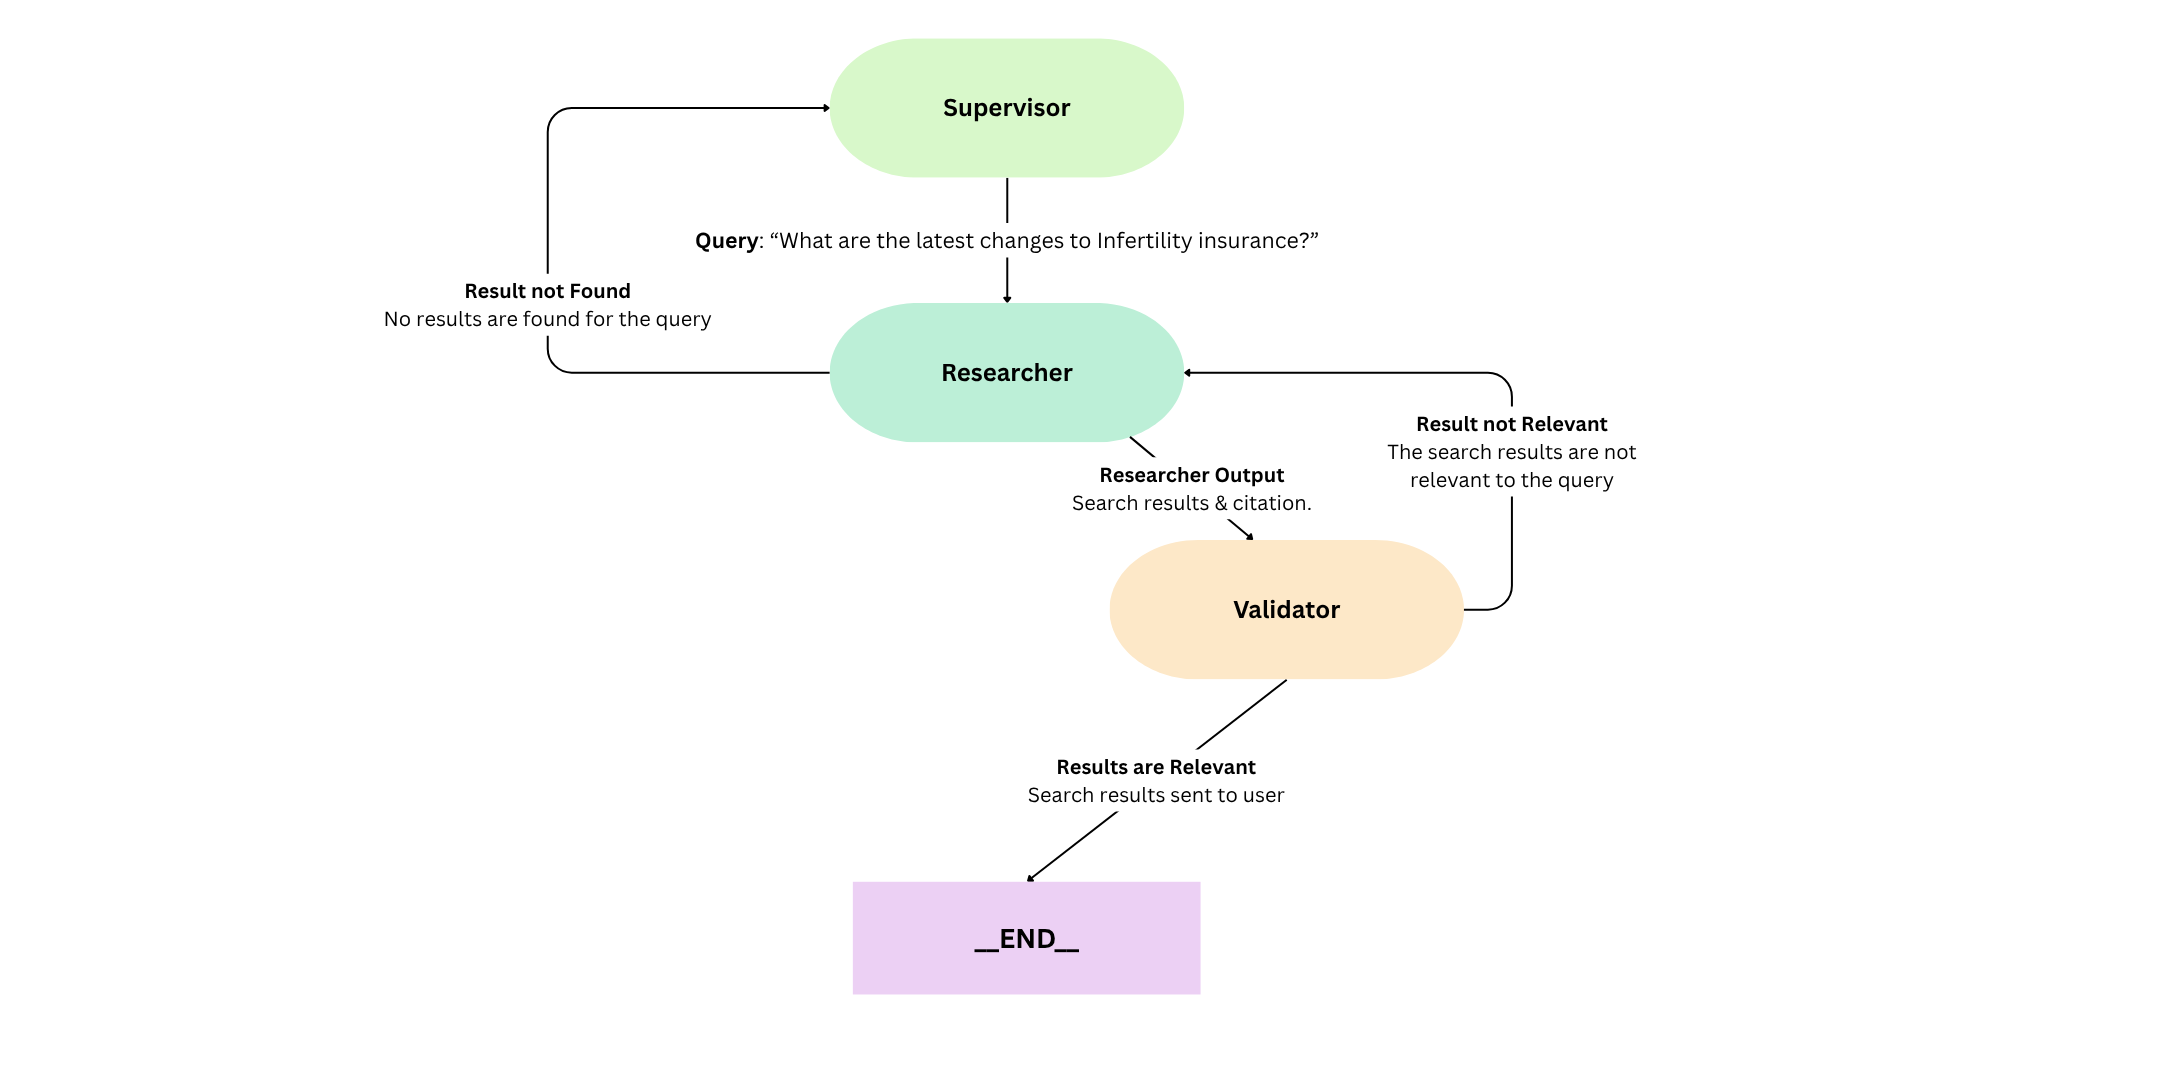 Supervisor
Query: “What are the latest changes to Infertility insurance?”
Result not Found
No results are found for the query
Researcher
Result not Relevant
The search results are not
relevant to the query
Researcher Output
Search results & citation.
Validator
Results are Relevant
Search results sent to user
__END__